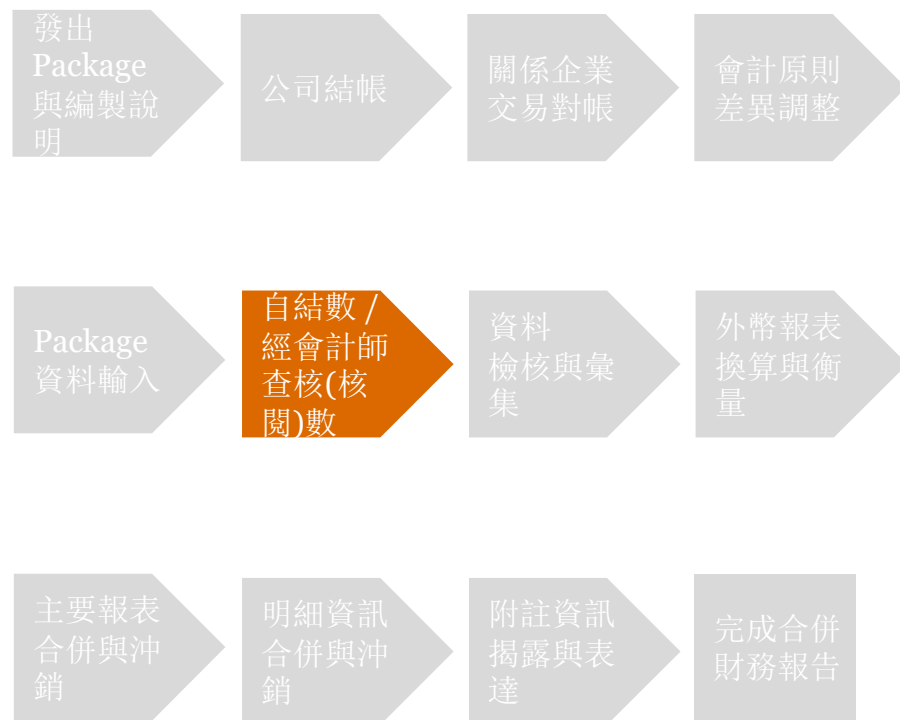 發出
Package
與編製說
明
公司結帳
關係企業
交易對帳
會計原則
差異調整
Package
資料輸入
自結數 /
經會計師
查核(核
閱)數
資料
檢核與彙
集
外幣報表
換算與衡
量
主要報表
合併與沖
銷
明細資訊
合併與沖
銷
附註資訊
揭露與表
達
完成合併
財務報告